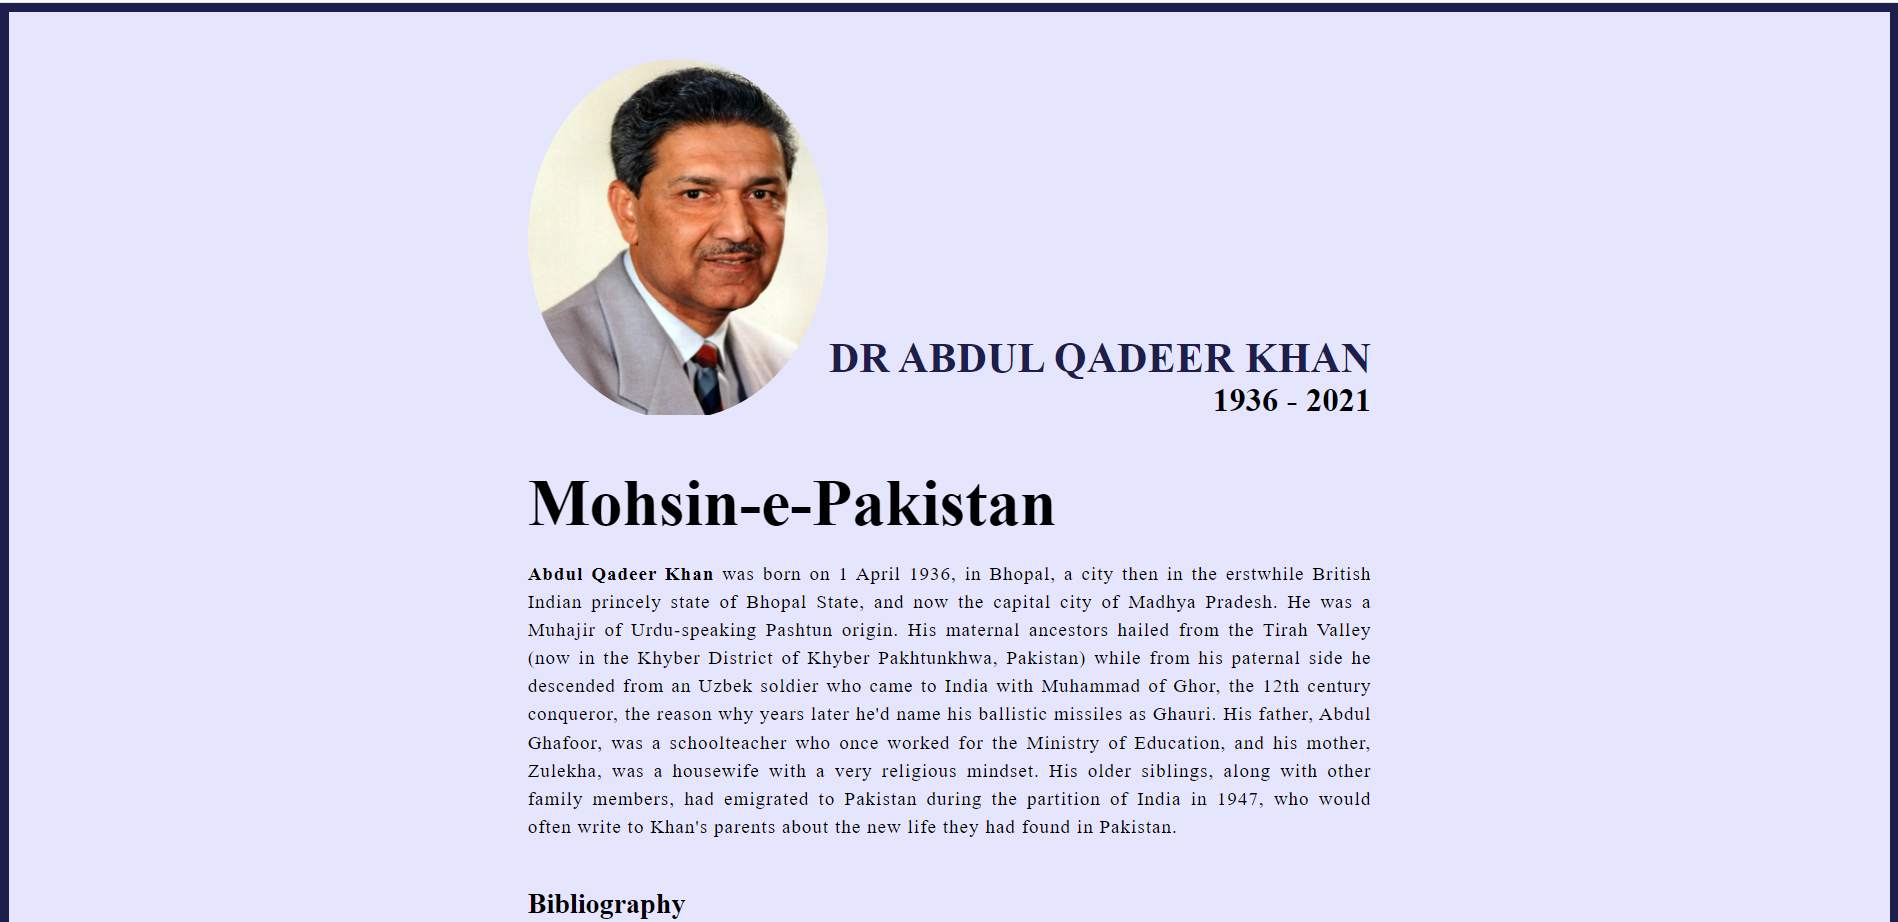 DR ABDUL QADEER KHAN
1936 - 2021
Mohsin-e-Pakistan
Abdul Qadeer Khan was born on 1 April 1936, in Bhopal, a city then in the erstwhile British
Indian princely state of Bhopal State, and now the capital city of Madhya Pradesh. He was a
Muhajir of Urdu-speaking Pashtun origin. His maternal ancestors hailed from the Tirah Valley
(now in the Khyber District of Khyber Pakhtunkhwa, Pakistan) while from his paternal side he
descended from an Uzbek soldier who came to India with Muhammad of Ghor, the 12th century
conqueror, the reason why years later he'd name his ballistic missiles as Ghauri. His father, Abdul
Ghafoor, was a schoolteacher who once worked for the Ministry of Education, and his mother,
Zulekha, was a housewife with a very religious mindset. His older siblings, along with other
family members, had emigrated to Pakistan during the partition of India in 1947, who would
often write to Khan's parents about the new life they had found in Pakistan.
Bibliography